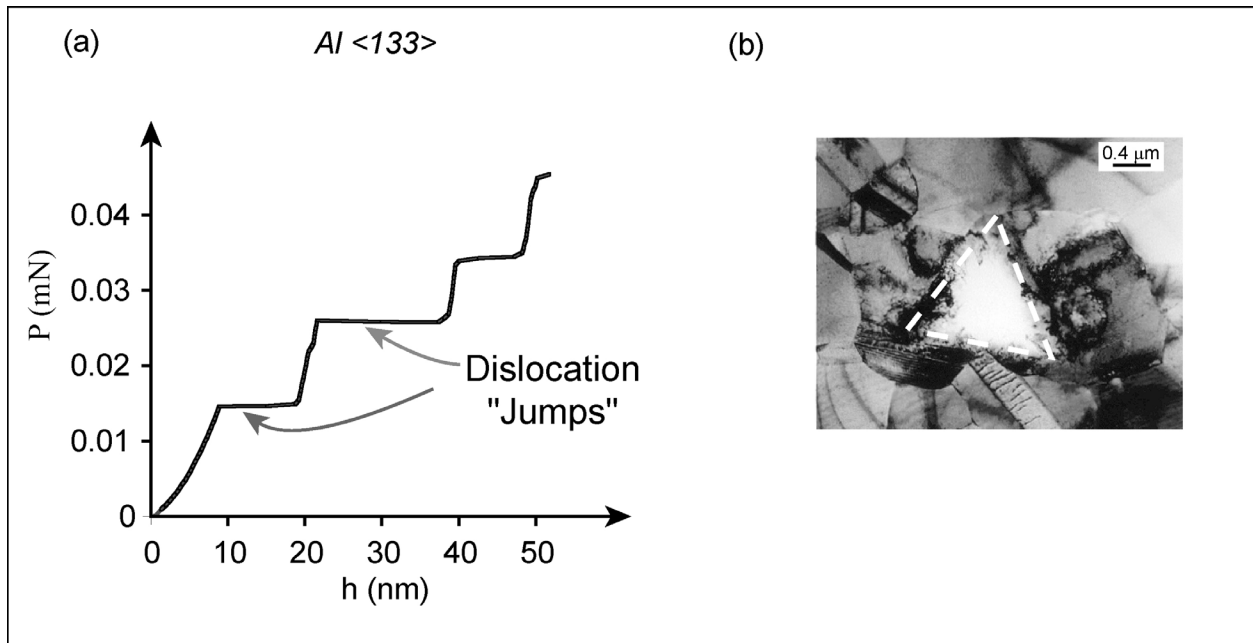 (a)
Al <133>
(b)
0.4 μm
P (mN)
0.04
0.03
0.02
0.01
0
Dislocation
"Jumps"
0 10 20 30 40 50
h (nm)